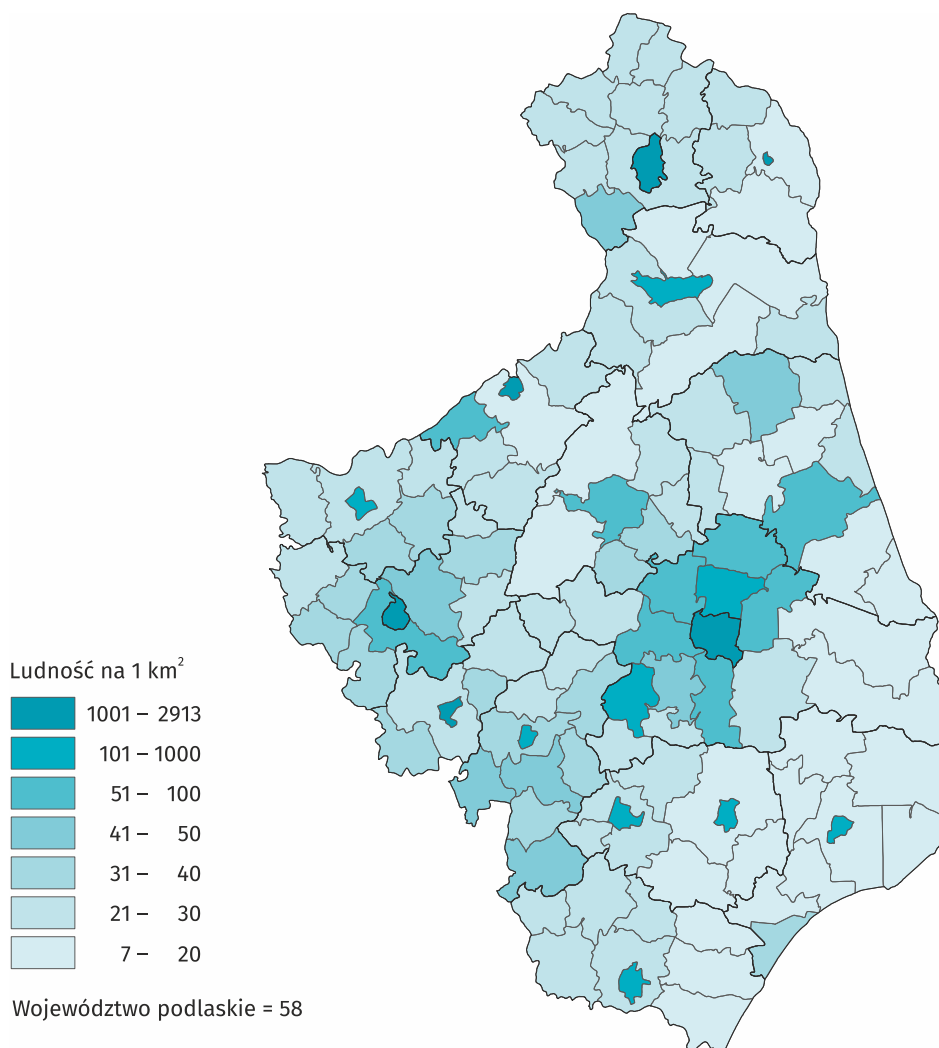 Ludność na 1 km²
1001 – 2913
101 – 1000
51 – 100
41 – 50
31 – 40
21 – 30
7 – 20
Województwo podlaskie = 58